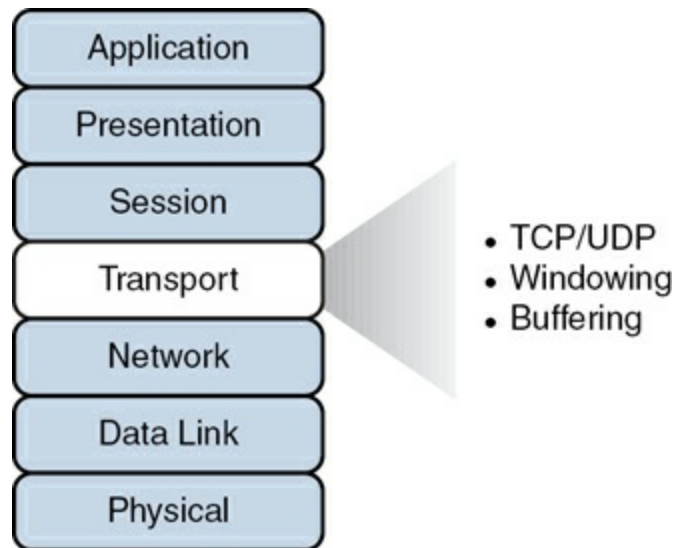 Application
Presentation
Session
Transport
Network
Data Link
Physical
• TCP/UDP
• Windowing
• Buffering